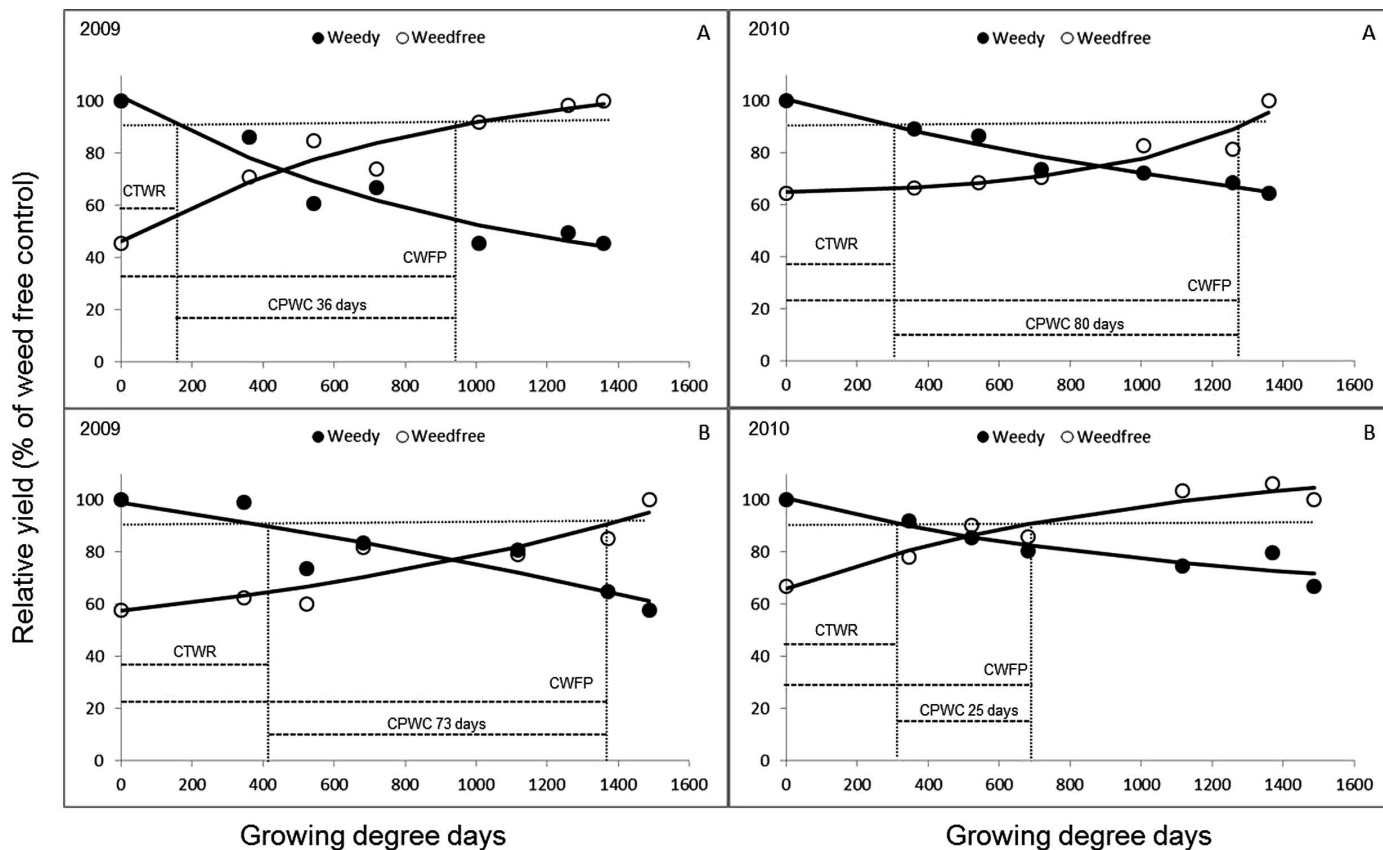 Relative yield (% of weed free control)
2009
Weedy Weedfree
A
100
80
60
40
20
0
CTWR
CWFP
CPWC 36 days
0 200 400 600 800 1000 1200 1400 1600
2010
Weedy Weedfree
A
100
80
60
40
20
0
CTWR
CWFP
CPWC 80 days
0 200 400 600 800 1000 1200 1400 1600
2009
Weedy Weedfree
B
100
80
60
40
20
0
CTWR
CWFP
CPWC 73 days
0 200 400 600 800 1000 1200 1400 1600
2010
Weedy Weedfree
B
100
80
60
40
20
0
CTWR
CWFP
CPWC 25 days
0 200 400 600 800 1000 1200 1400 1600
Growing degree days
Growing degree days